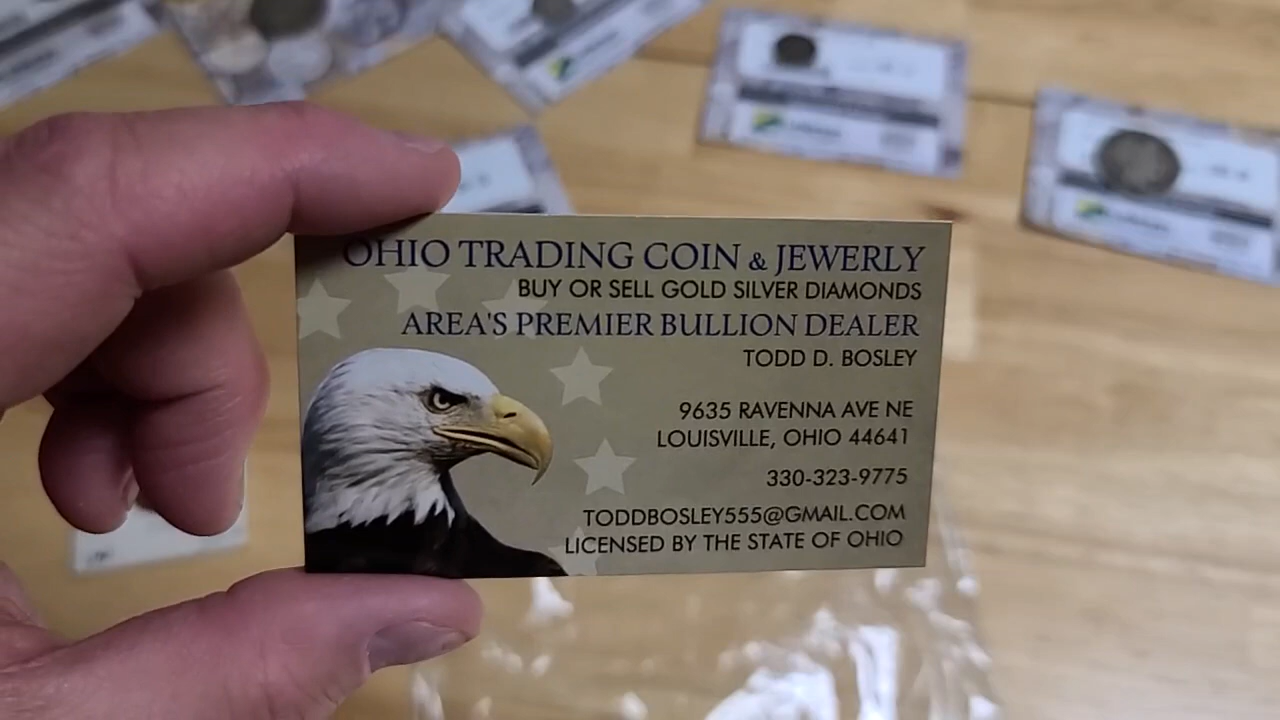 OHIO TRADING COIN & JEWERLY
BUY OR SELL GOLD SILVER DIAMONDS
AREA'S PREMIER BULLION DEALER
TODD D. BOSLEY
9635 RAVENNA AVE NE
LOUISVILLE, OHIO 44641
330-323-9775
TODDBOSLEY555@GMAIL.COM
LICENSED BY THE STATE OF OHIO